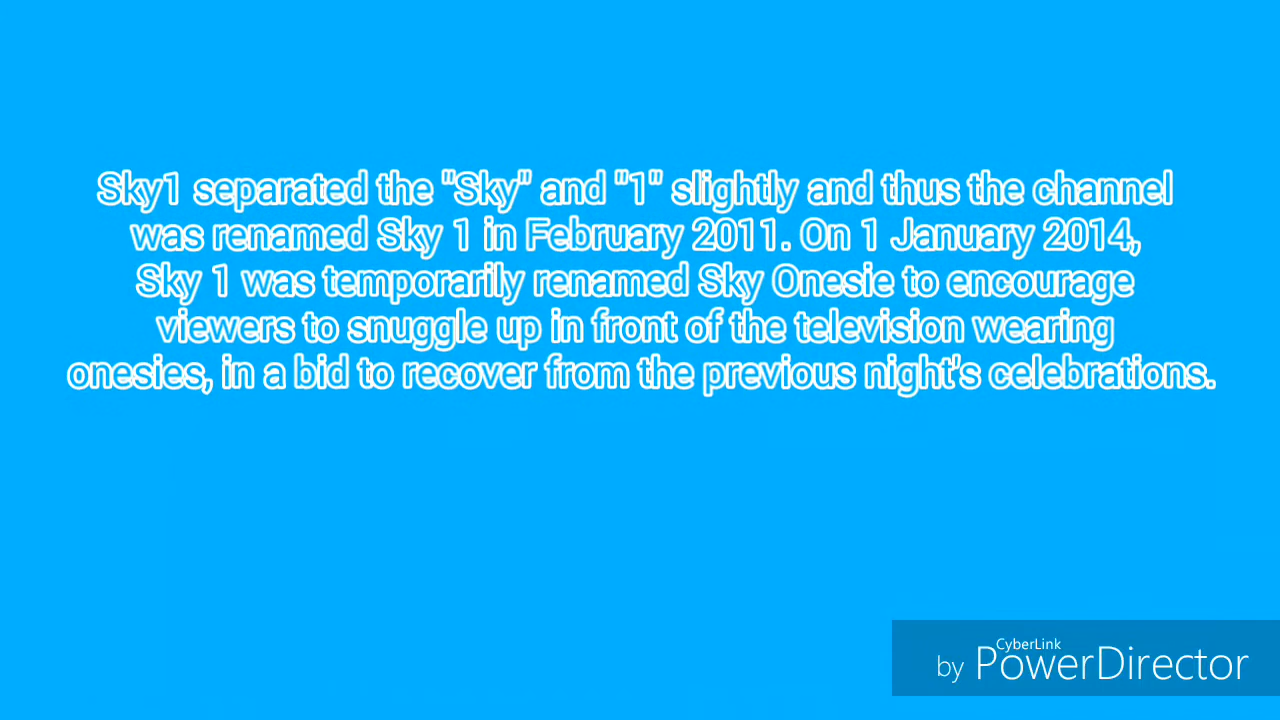 Sky1 separated the "Sky" and "1" slightly and thus the channel
was renamed Sky 1 in February 2011. On 1 January 2014,
Sky 1 was temporarily renamed Sky Onesie to encourage
viewers to snuggle up in front of the television wearing
onesies, in a bid to recover from the previous night's celebrations.
CyberLink
by PowerDirector